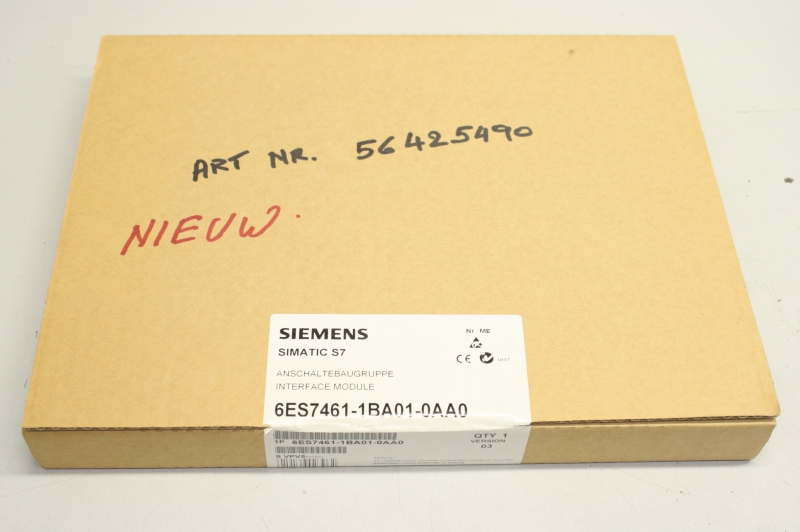 ART NR. 56425490
NIEUW.
SIEMENS
SIMATIC S7
Nr. ME
ANSCHALTEBAUGRUPPE
INTERFACE MODULE
6ES7461-1BA01-0AA0
1P 6ES7461-1BA01-0AA0
QTY 1
VERSION
03